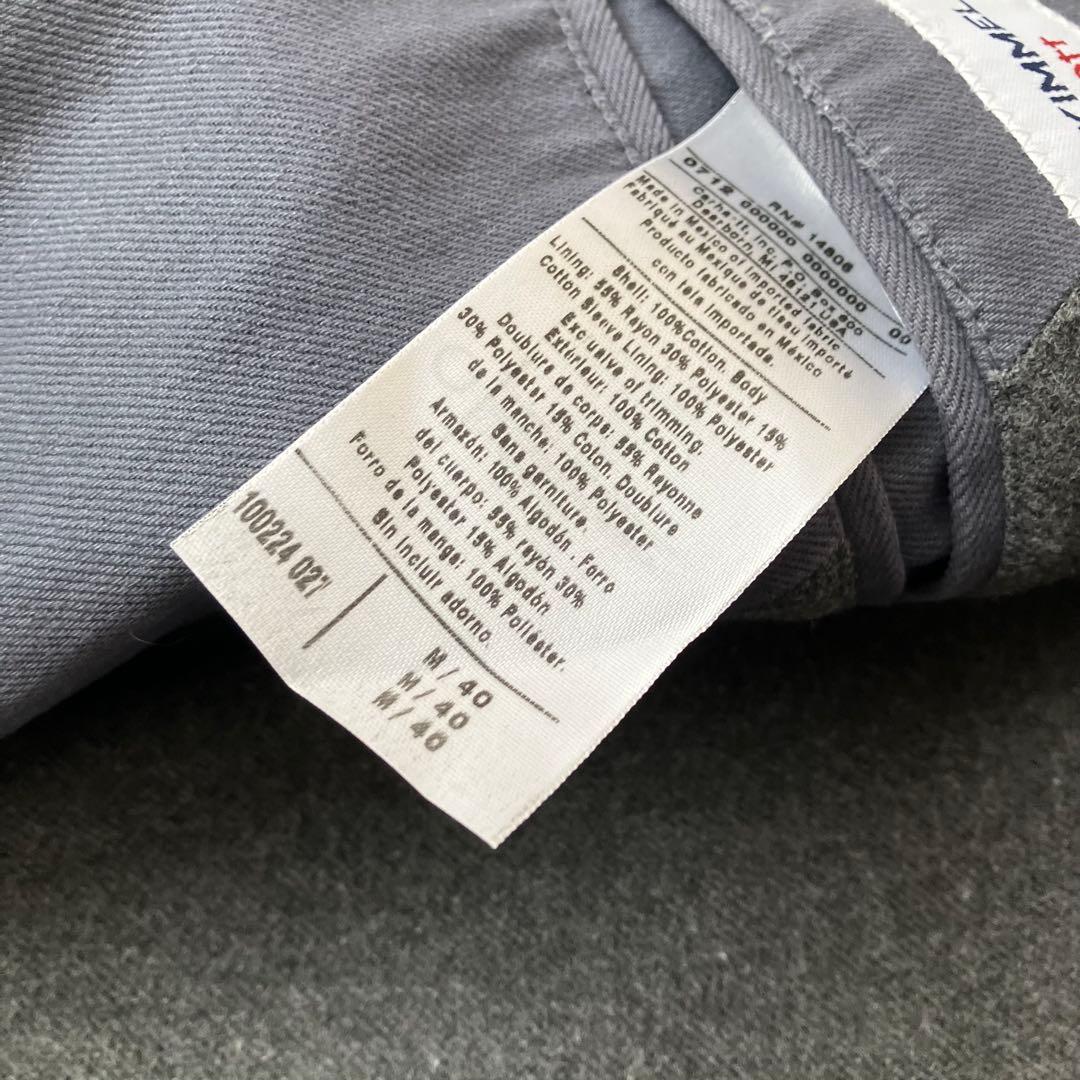 KIMMEL
RN# 14806
0712 000000 0000000 00
Carhartt, Inc. P.O. Box 600
Dearborn, MI. 48121 USA
Made in Mexico of imported fabric
Fabriqué au Mexique de tissu importé
Producto fabricado en México
con tela importada.
Shell: 100%Cotton. Body
Lining: 55% Rayon 30% Polyester 15%
Cotton Sleeve Lining: 100% Polyester
Exclusive of trimming.
Extérieur: 100% Cotton
Doublure de corps: 55% Rayonne
30% Polyester 15% Coton. Doublure
de la manche: 100% Polyester
Sans garniture.
Armazón: 100% Algodón . Forro
del cuerpo: 55% rayón 30%
Polyester 15% Algodón
Forro de la manga: 100% Poliéster.
Sin incluir adorno.
100224 027
M/40
M/40
M/40